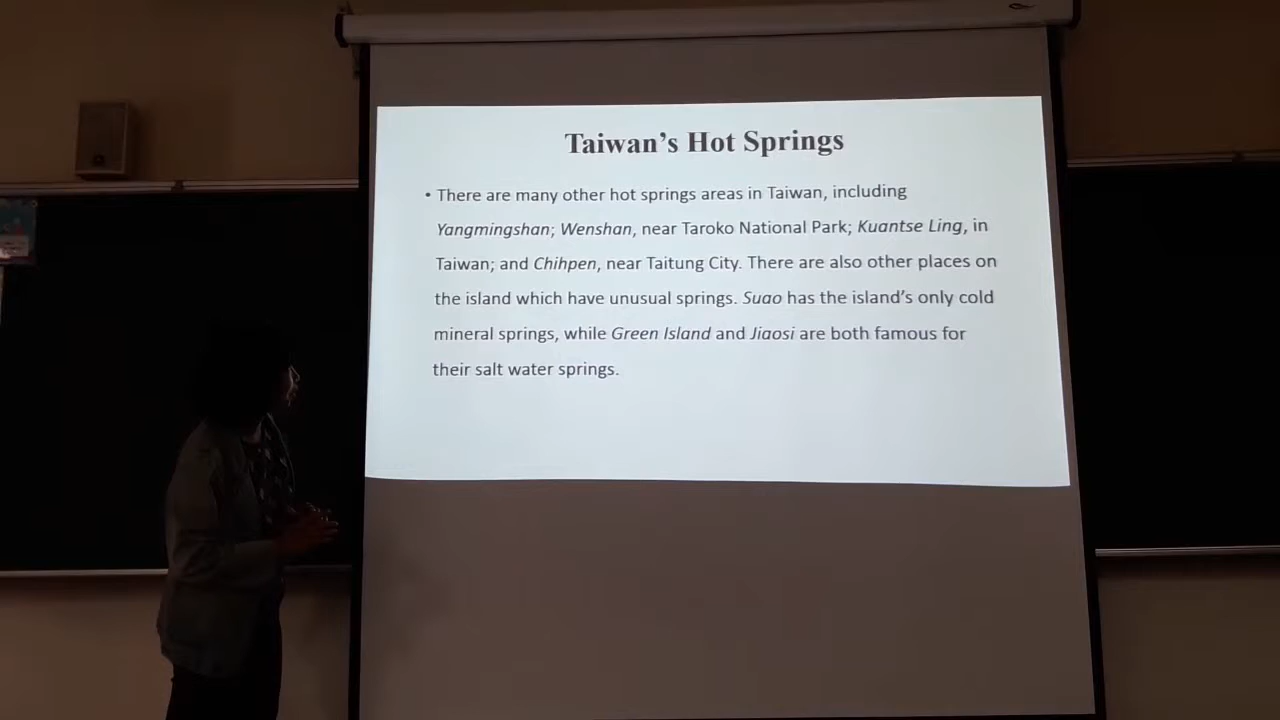 Taiwan's Hot Springs
• There are many other hot springs areas in Taiwan, including
Yangmingshan; Wenshan, near Taroko National Park; Kuantse Ling, in
Taiwan; and Chihpen, near Taitung City. There are also other places on
the island which have unusual springs. Suao has the island's only cold
mineral springs, while Green Island and Jiaosi are both famous for
their salt water springs.